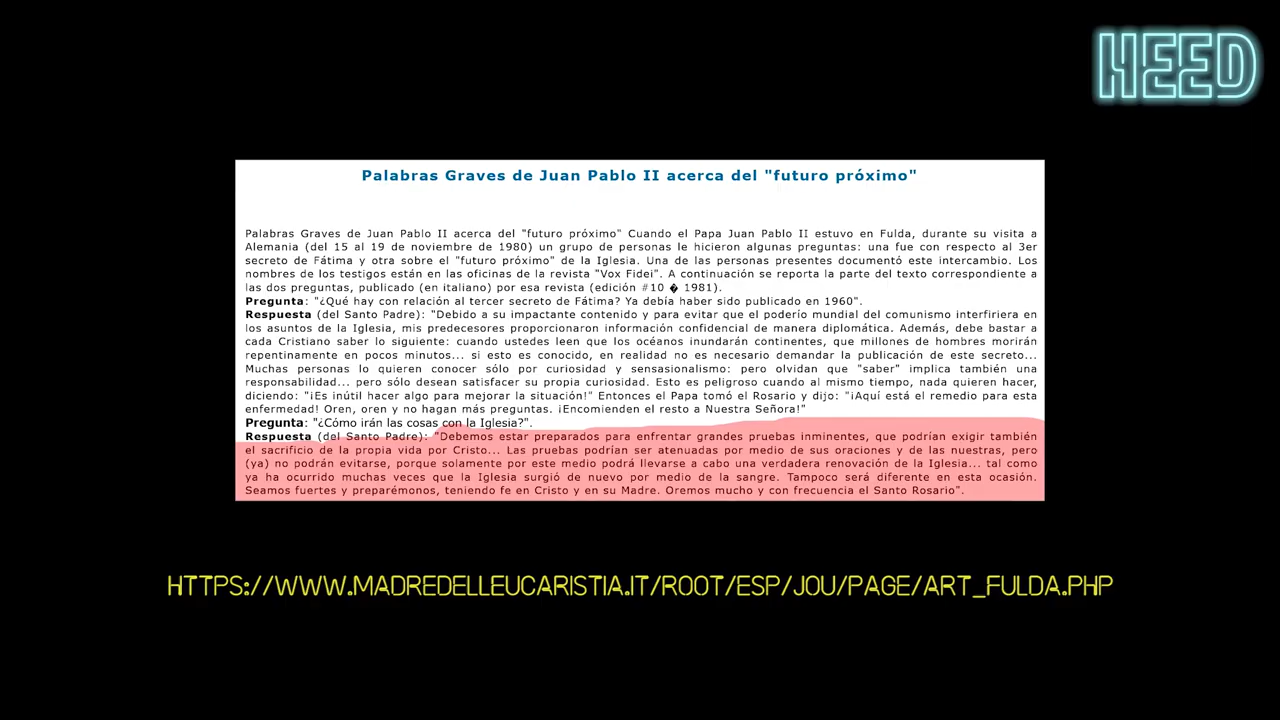 HEED
Palabras Graves de Juan Pablo II acerca del "futuro próximo"
Palabras Graves de Juan Pablo II acerca del "futuro próximo" Cuando el Papa Juan Pablo II estuvo en Fulda, durante su visita a
Alemania (del 15 al 19 de noviembre de 1980) un grupo de personas le hicieron algunas preguntas: una fue con respecto al 3er
secreto de Fátima y otra sobre el "futuro próximo" de la Iglesia. Una de las personas presentes documentó este intercambio. Los
nombres de los testigos están en las oficinas de la revista "Vox Fidei". A continuación se reporta la parte del texto correspondiente a
las dos preguntas, publicado (en italiano) por esa revista (edición #10 � 1981).
Pregunta: "¿Qué hay con relación al tercer secreto de Fátima? Ya debía haber sido publicado en 1960".
Respuesta (del Santo Padre): "Debido a su impactante contenido y para evitar que el poderío mundial del comunismo interfiriera en
los asuntos de la Iglesia, mis predecesores proporcionaron información confidencial de manera diplomática. Además, debe bastar a
cada Cristiano saber lo siguiente: cuando ustedes leen que los océanos inundarán continentes, que millones de hombres morirán
repentinamente en pocos minutos... si esto es conocido, en realidad no es necesario demandar la publicación de este secreto...
Muchas personas lo quieren conocer sólo por curiosidad y sensasionalismo: pero olvidan que "saber" implica también una
responsabilidad... pero sólo desean satisfacer su propia curiosidad. Esto es peligroso cuando al mismo tiempo, nada quieren hacer,
diciendo: "¡Es inútil hacer algo para mejorar la situación!" Entonces el Papa tomó el Rosario y dijo: "¡Aquí está el remedio para esta
enfermedad! Oren, oren y no hagan más preguntas. ¡Encomienden el resto a Nuestra Señora!"
Pregunta: "¿Cómo irán las cosas con la Iglesia?".
Respuesta (del Santo Padre): "Debemos estar preparados para enfrentar grandes pruebas inminentes, que podrían exigir también
el sacrificio de la propia vida por Cristo... Las pruebas podrían ser atenuadas por medio de sus oraciones y de las nuestras, pero
(ya) no podrán evitarse, porque solamente por este medio podrá llevarse a cabo una verdadera renovación de la Iglesia... tal como
ya ha ocurrido muchas veces que la Iglesia surgió de nuevo por medio de la sangre. Tampoco será diferente en esta ocasión.
Seamos fuertes y preparémonos, teniendo fe en Cristo y en su Madre. Oremos mucho y con frecuencia el Santo Rosario".
HTTPS://WWW.MADREDELLEUCARISTIA.IT/ROOT/ESP/JOU/PAGE/ART_FULDA.PHP